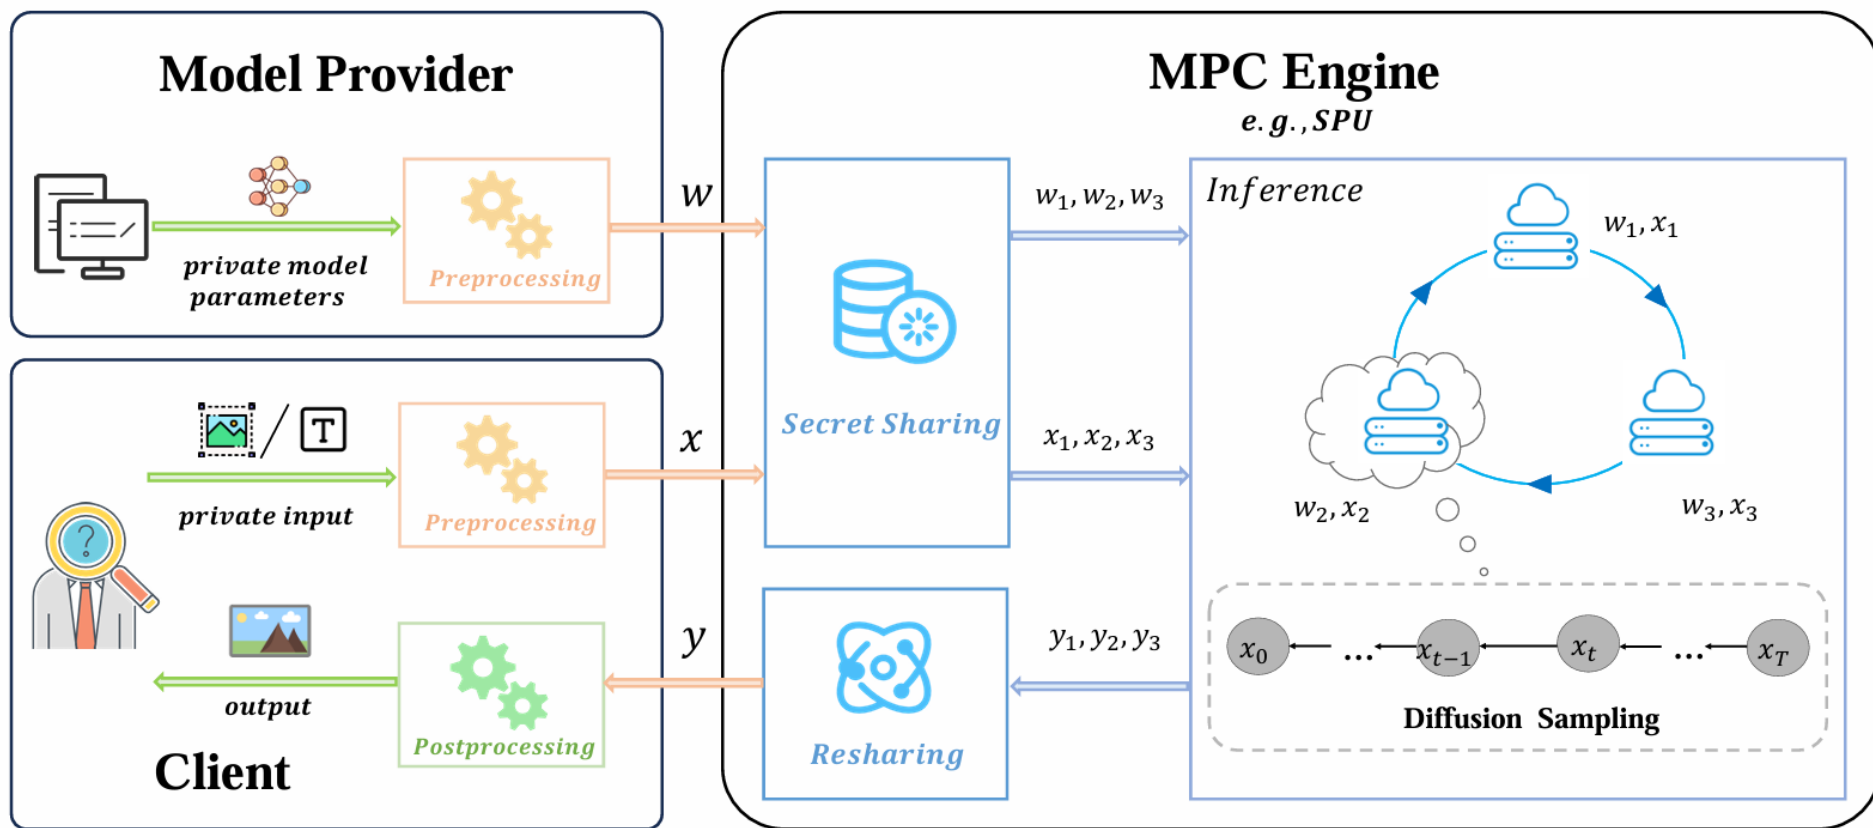 Model Provider
private model
parameters
Preprocessing
w
MPC Engine
e.g.,SPU
Secret Sharing
w₁, w₂, w₃
x₁, x₂, x₃
Inference
w₁, x₁
w₂, x₂
w₃, x₃
T
private input
Preprocessing
x
?
output
Postprocessing
Client
y
Resharing
y₁, y₂, y₃
x₀ ... xₜ₋₁ xₜ ... x_T
Diffusion Sampling